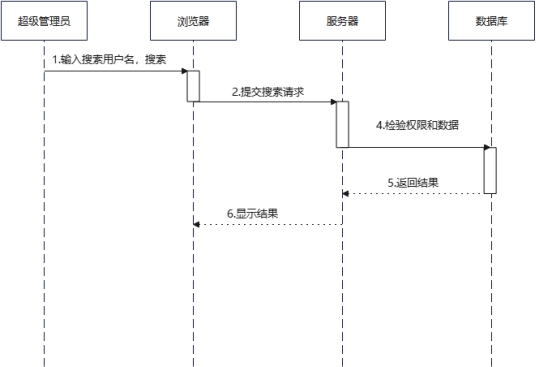 超级管理员
浏览器
服务器
数据库
1.输入搜素用户名，搜索
2.提交搜素请求
4.检验权限和数据
5.返回结果
6.显示结果